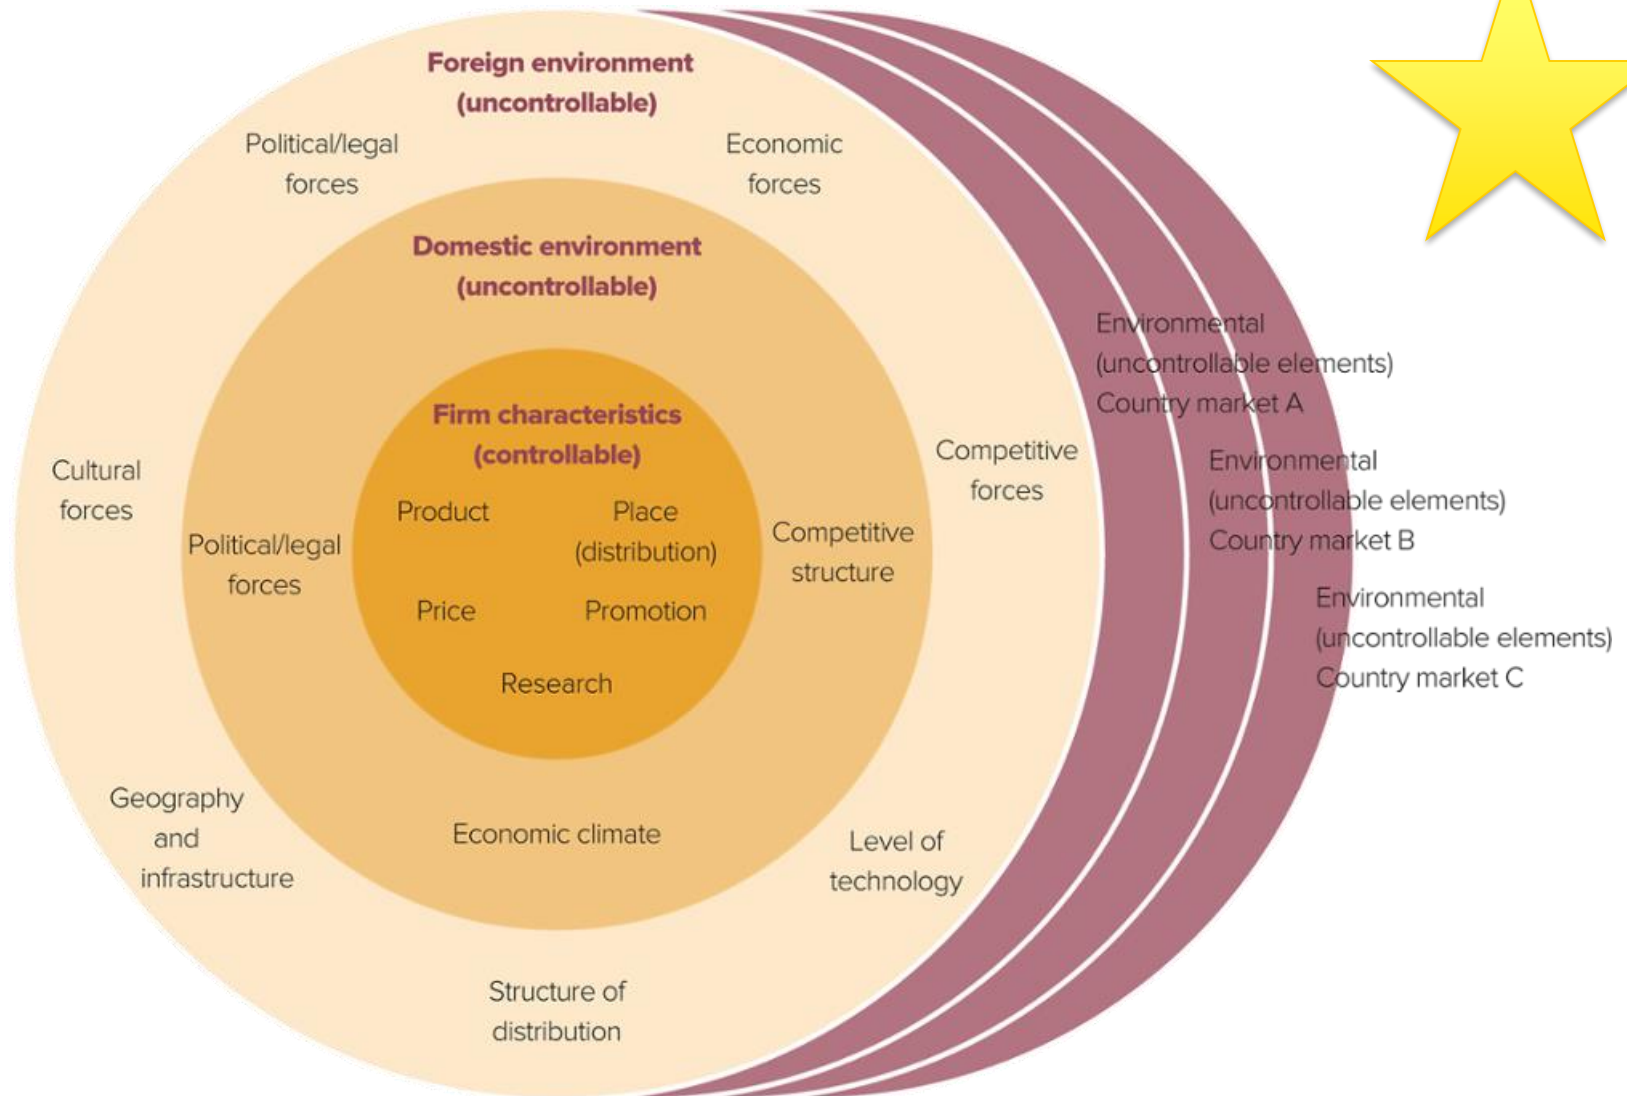 Foreign environment
(uncontrollable)
Political/legal
forces
Economic
forces
Domestic environment
(uncontrollable)
Environmental
(uncontrollable elements)
Country market A
Firm characteristics
(controllable)
Cultural
forces
Competitive
forces
Environmental
(uncontrollable elements)
Country market B
Product
Place
(distribution)
Political/legal
forces
Competitive
structure
Price
Promotion
Environmental
(uncontrollable elements)
Country market C
Research
Geography
and
infrastructure
Economic climate
Level of
technology
Structure of
distribution